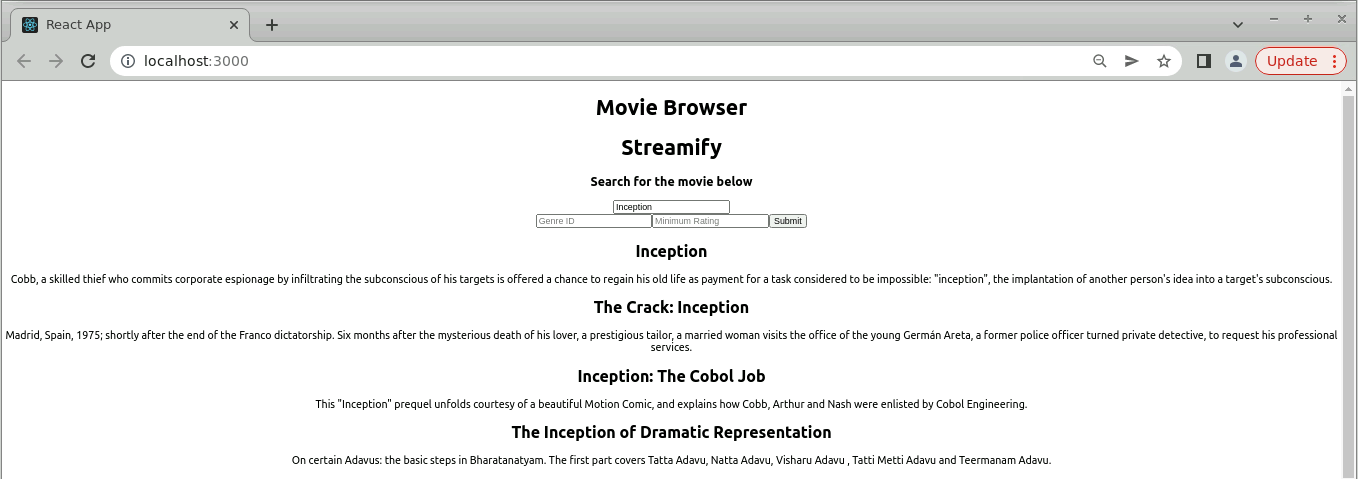 React App
localhost:3000
Update
Movie Browser
Streamify
Search for the movie below
Inception
Genre ID Minimum Rating Submit
Inception
Cobb, a skilled thief who commits corporate espionage by infiltrating the subconscious of his targets is offered a chance to regain his old life as payment for a task considered to be impossible: "inception", the implantation of another person's idea into a target's subconscious.
The Crack: Inception
Madrid, Spain, 1975; shortly after the end of the Franco dictatorship. Six months after the mysterious death of his lover, a prestigious tailor, a married woman visits the office of the young Germán Areta, a former police officer turned private detective, to request his professional
services.
Inception: The Cobol Job
This "Inception" prequel unfolds courtesy of a beautiful Motion Comic, and explains how Cobb, Arthur and Nash were enlisted by Cobol Engineering.
The Inception of Dramatic Representation
On certain Adavus: the basic steps in Bharatanatyam. The first part covers Tatta Adavu, Natta Adavu, Visharu Adavu , Tatti Metti Adavu and Teermanam Adavu.